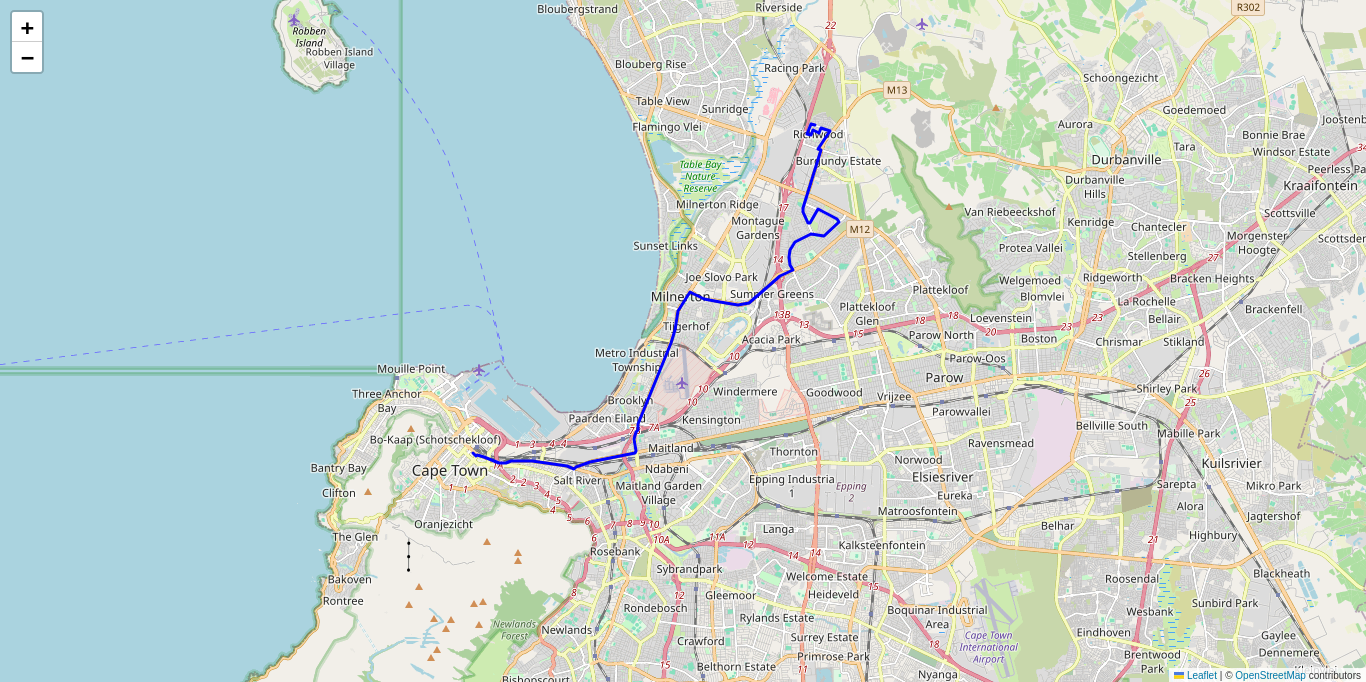 Bloubergstrand
Riverside
22
R302
+
−
Robben
Island
Robben Island
Village
Blouberg Rise
Racing Park
Schoongezicht
M13
Table View
Sunridge
Goedemoed
Aurora
Flamingo Vlei
Richwood
Bonnie Brae
Joostenb
Tara
Windsor Estate
34
Burgundy Estate
Durbanville
Peerless Pa
Table Bay
Nature
Reserve
Durbanville
Hills
Kraaifontein
Milnerton Ridge
17
Van Riebeeckshof
Scottsville
Montague
Gardens
Kenridge
Chantecler
M12
Morgenster
Hoogte
Scottsden
Sunset Links
Protea Vallei
Stellenberg
27
14
Joe Slovo Park
Welgemoed
Ridgeworth
Bracken Heights
Milnerton
Summer Greens
Plattekloof
Blomvlei
La Rochelle
Plattekloof
Glen
Brackenfell
13B
13
Loevenstein
23
Bellair
Tijgerhof
18
18
20
23
Acacia Park
15
Parow North
Boston
Chrismar
Stikland
Metro Industrial
Township
10
Parow-Oos
Mouille Point
26
Parow
Three Anchor
Bay
10
Windermere
Goodwood
Vrijzee
Shirley Park
Brooklyn
10
25
Paarden Eiland
Kensington
Parowvallei
7A
Bellville South
Mabille Park
Bo-Kaap (Schotschekloof)
1
3
4
4
Ravensmead
Maitland
Thornton
Norwood
Kuilsrivier
Cape Town
Bantry Bay
Ndabeni
Elsiesriver
Salt River
Epping Industria
1
Epping
2
Sarepta
Mikro Park
Clifton
1
1
2
2
3
4
5
5
Maitland Garden
Village
Eureka
Matroosfontein
Alora
Jagtershof
Oranjezicht
7
8
9-10
Langa
Belhar
The Glen
6
10A
11A
12
Highbury
21
Rosebank
14
14
Kalksteenfontein
Sybrandpark
Bakoven
Welcome Estate
Roosendal
Blackheath
Rontree
8
12
Gleemoor
Heideveld
Sunbird Park
Rondebosch
Boquinar Industrial
Area
Wesbank
Rylands Estate
Newlands
Forest
Newlands
Cape Town
International
Airport
Eindhoven
Crawford
Surrey Estate
Gaylee
Primrose Park
Brentwood
Park
Dennemere
15
Belthorn Estate
Nyanga
Bishopscourt
Leaflet | © OpenStreetMap contributors